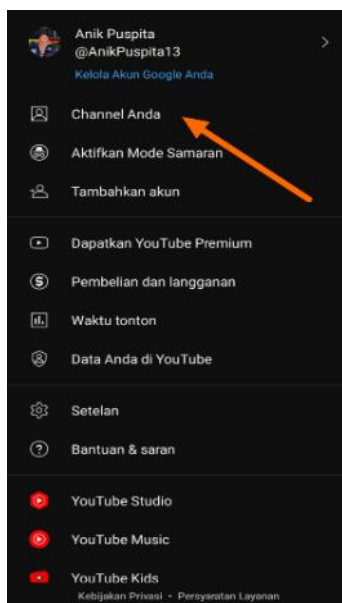 Anik Puspita
@AnikPuspita13
Kelola Akun Google Anda
Channel Anda
Aktifkan Mode Samaran
Tambahkan akun
Dapatkan YouTube Premium
Pembelian dan langganan
Waktu tonton
Data Anda di YouTube
Setelan
Bantuan & saran
YouTube Studio
YouTube Music
YouTube Kids
Kebijakan Privasi • Persyaratan Layanan